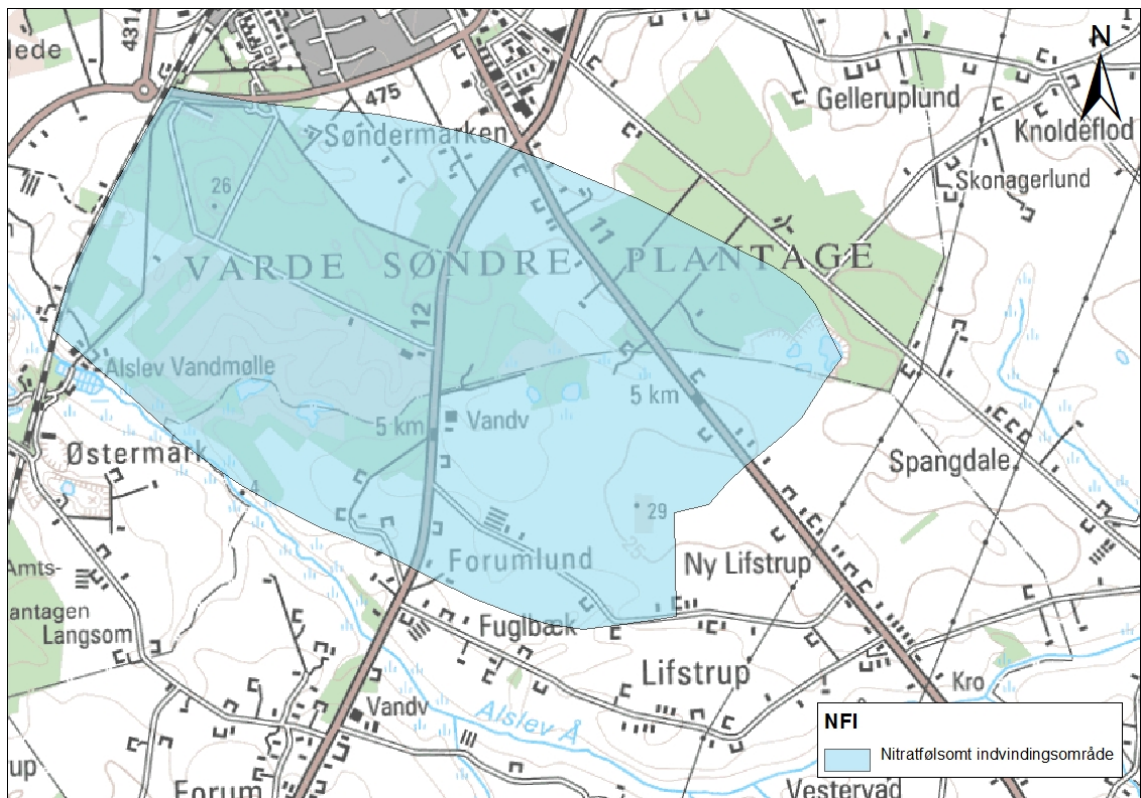 431
lede
475
Gelleruplund
N
Knoldeflod
Søndermarken
Skonagerlund
26
11
VARDE SØNDRE PLANTAGE
12
Alslev Vandmølle
5 km
5 km
Vandv
Østermark
4
29
Spangdale
Forumlund
Ny Lifstrup
Amts-
antagen
Langsom
Fuglbæk
Lifstrup
Kro
Vandv
Alslev Å
NFI
Nitratfølsomt indvindingsområde
up
Forum
Vestervad